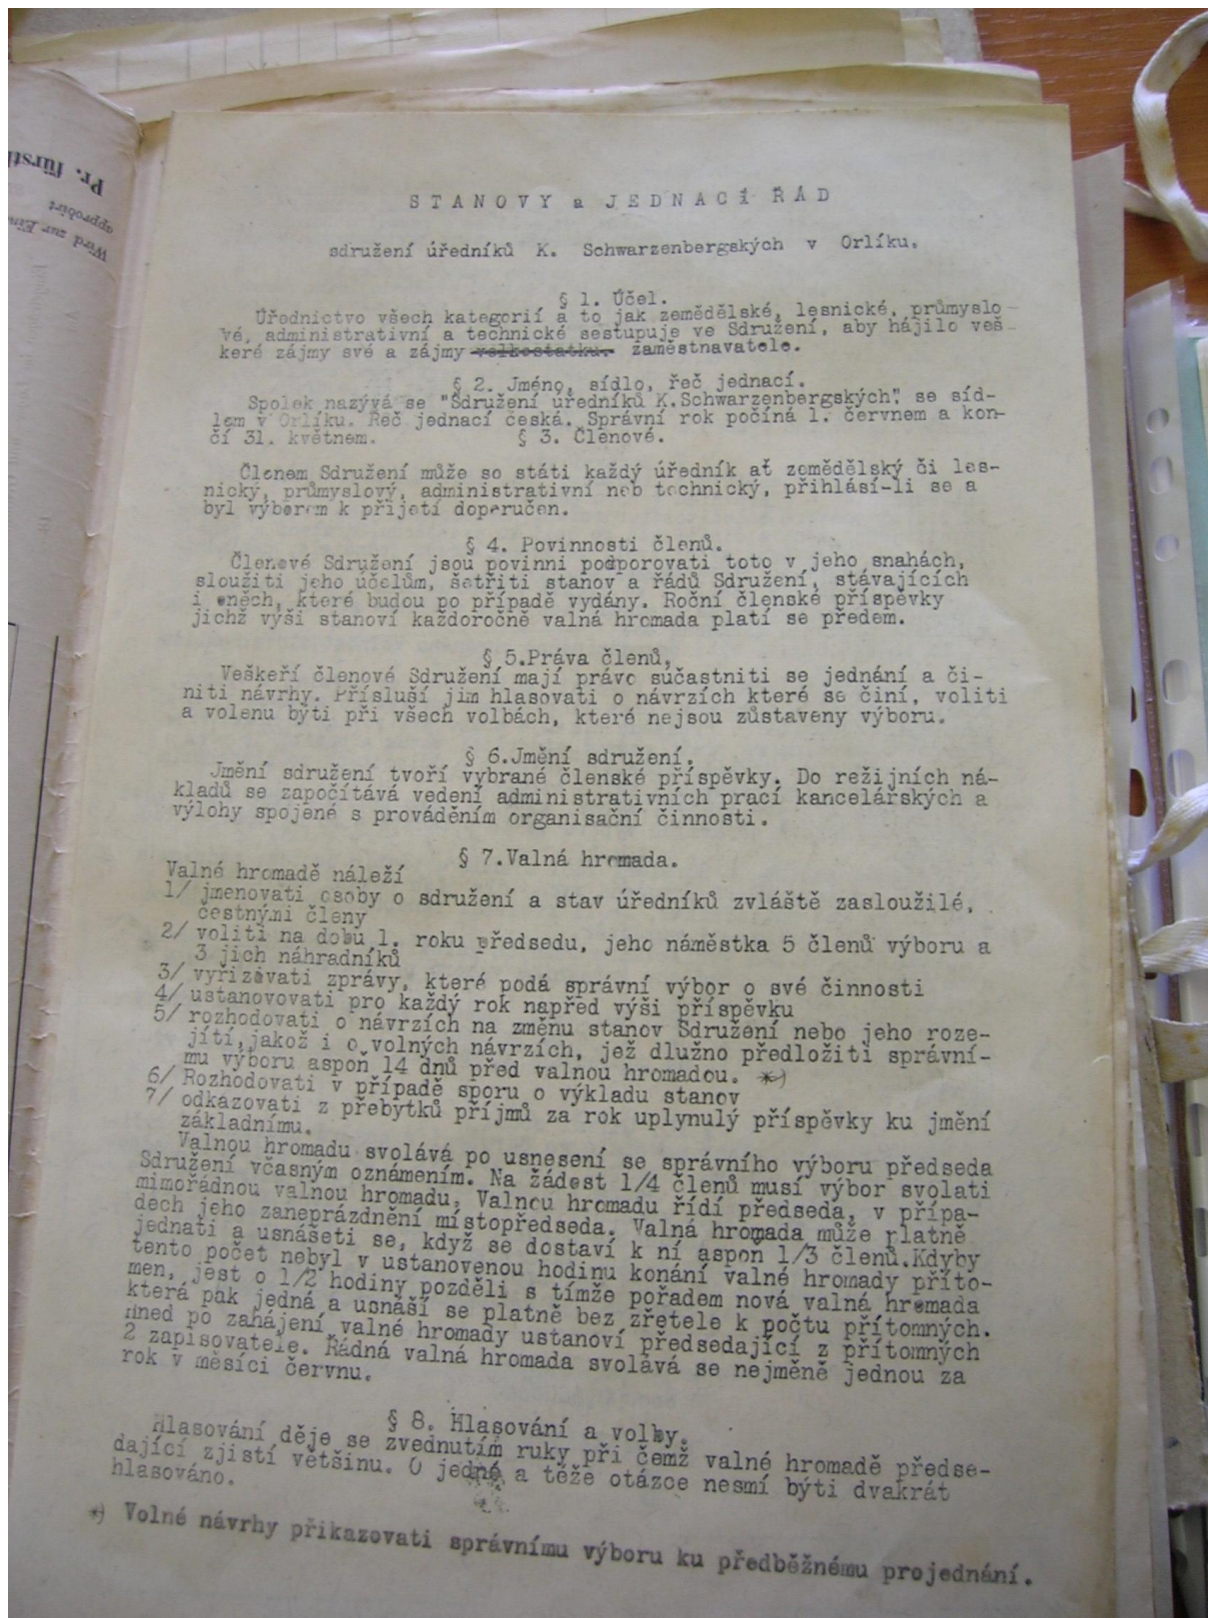 Pr. fürstl
approbirt
Wird zur Ein
STANOVY a JEDNACÍ ŘÁD
sdružení úředníků K. Schwarzenbergských v Orlíku.
§ 1. Účel.
Úřednictvo všech kategorií a to jak zemědělské, lesnické, průmyslo-
vé, administrativní a technické sestupuje ve Sdružení, aby hájilo veš-
keré zájmy své a zájmy velkostatku. zaměstnavatele.
§ 2. Jméno, sídlo, řeč jednací.
Spolek nazývá se "Sdružení úředníků K.Schwarzenbergských", se síd-
lem v Orlíku. Řeč jednací česká. Správní rok počíná 1. červnem a kon-
čí 31. květnem. § 3. Členové.
Členem Sdružení může so státi každý úředník ať zemědělský či les-
nický, průmyslový, administrativní neb technický, přihlásí-li se a
byl výborem k přijetí doporučen.
§ 4. Povinnosti členů.
Členové Sdružení jsou povinni podporovati toto v jeho snahách,
sloužiti jeho účelům, šetřiti stanov a řádů Sdružení, stávajících
i oněch, které budou po případě vydány. Roční členské příspěvky
jichž výši stanoví každoročně valná hromada platí se předem.
§ 5.Práva členů,
Veškeří členové Sdružení mají právo súčastniti se jednání a či-
niti návrhy. Přísluší jim hlasovati o návrzích které se činí, voliti
a volenu býti při všech volbách, které nejsou zůstaveny výboru.
§ 6.Jmění sdružení.
Jmění sdružení tvoří vybrané členské příspěvky. Do režijních ná-
kladů se započítává vedení administrativních prací kancelářských a
výlohy spojené s prováděním organisační činnosti.
§ 7.Valná hromada.
Valné hromadě náleží
1/ jmenovati osoby o sdružení a stav úředníků zvláště zasloužilé,
čestnými členy
2/ voliti na dobu 1. roku předsedu, jeho náměstka 5 členů výboru a
3 jich náhradníků
3/ vyřizovati zprávy, které podá správní výbor o své činnosti
4/ ustanovovati pro každý rok napřed výši příspěvku
5/ rozhodovati o návrzích na změnu stanov Sdružení nebo jeho roze-
jití,jakož i o volných návrzích, jež dlužno předložiti správní-
mu výboru aspoň 14 dnů před valnou hromadou. *)
6/ Rozhodovati v případě sporu o výkladu stanov
7/ odkazovati z přebytků příjmů za rok uplynulý příspěvky ku jmění
základnímu.
Valnou hromadu svolává po usnesení se správního výboru předseda
Sdružení včasným oznámením. Na žádost 1/4 členů musí výbor svolati
mimořádnou valnou hromadu. Valnou hromadu řídí předseda, v přípa-
dech jeho zaneprázdnění místopředseda. Valná hromada může platně
jednati a usnášeti se, když se dostaví k ní aspoň 1/3 členů.Kdyby
tento počet nebyl v ustanovenou hodinu konání valné hromady příto-
men, jest o 1/2 hodiny pozděli s tímže pořadem nová valná hromada
která pak jedná a usnáší se platně bez zřetele k počtu přítomných.
Hned po zahájení valné hromady ustanoví předsedající z přítomných
2 zapisovatele. Řádná valná hromada svolává se nejméně jednou za
rok v měsíci červnu.
§ 8. Hlasování a volby.
Hlasování děje se zvednutím ruky při čemž valné hromadě předse-
dající zjistí většinu. O jedné a téže otázce nesmí býti dvakrát
hlasováno.
*) Volné návrhy přikazovati správnímu výboru ku předběžnému projednání.